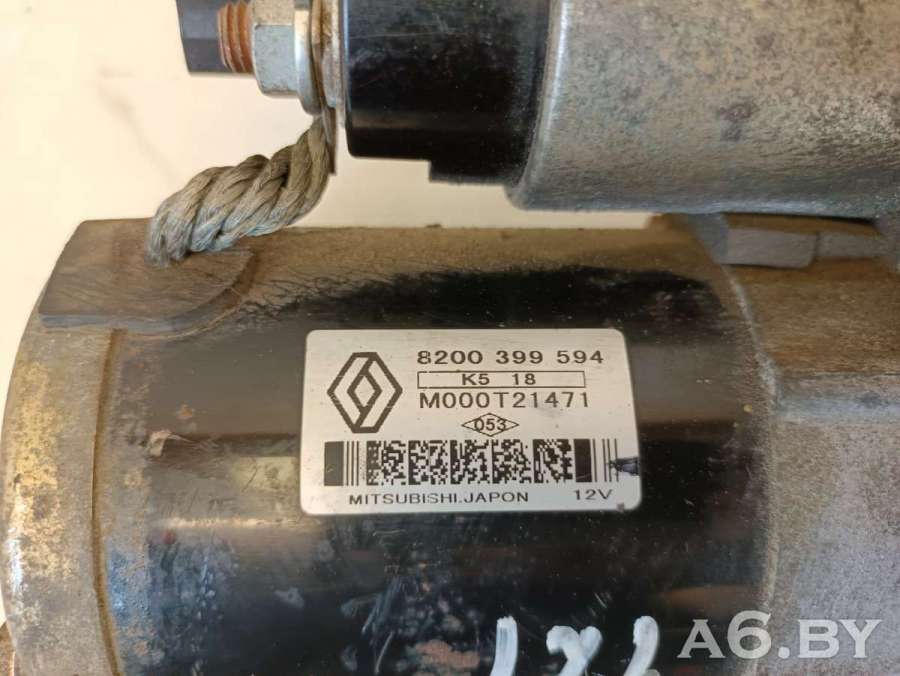 8200 399 594
K5 18
M000T21471
053
MITSUBISHI.JAPON 12V
A6.BY